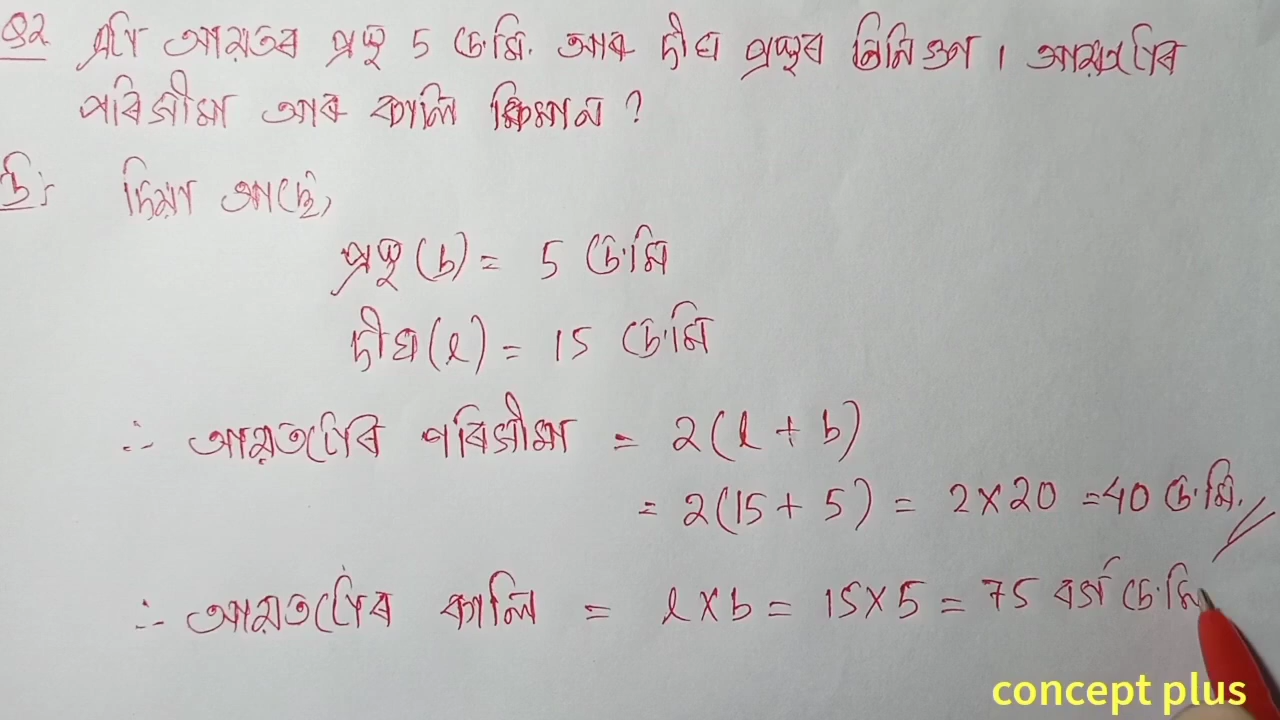 Q2 এটা আয়তৰ প্ৰস্থ 5 চে.মি. আৰু দীঘ প্ৰস্থৰ তিনিগুণ। আয়তটোৰ
পৰিসীমা আৰু কালি কিমান?
উঃ দিয়া আছে,
প্ৰস্থ (b) = 5 চে.মি
দীঘ (l) = 15 চে.মি
∴ আয়তটোৰ পৰিসীমা = 2(l + b)
= 2(15 + 5) = 2×20 =40 চে.মি.
∴ আয়তটোৰ কালি = l×b = 15×5 = 75 বৰ্গ চে.মি
concept plus